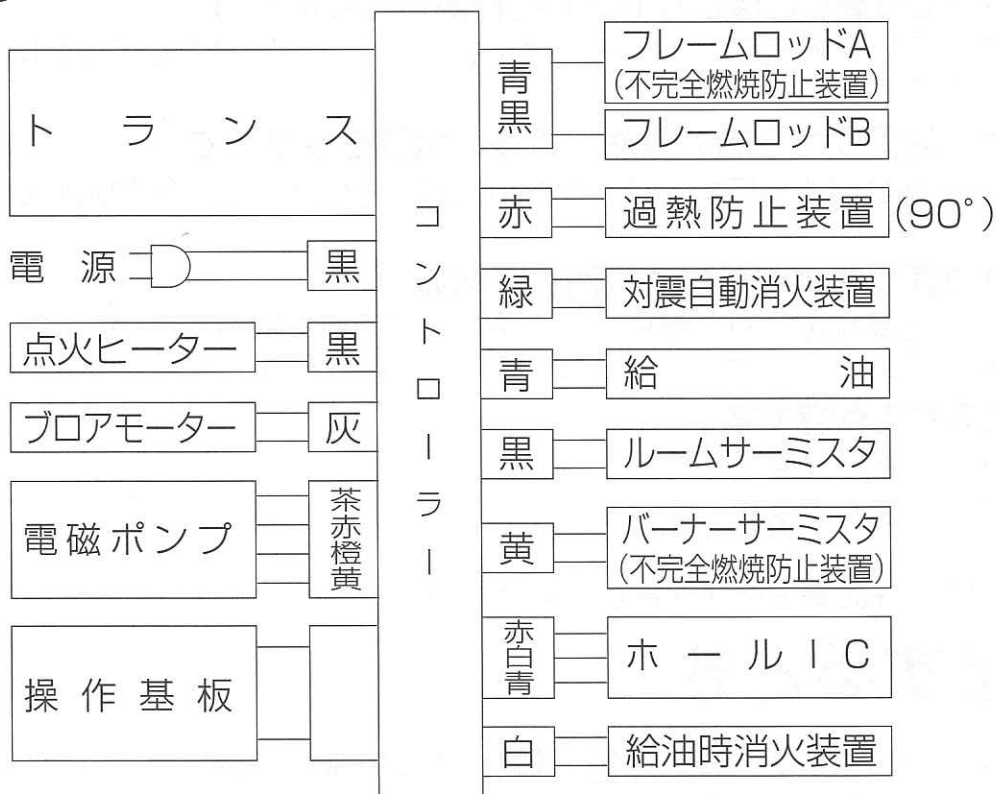 トランス
電源
黒
点火ヒーター
黒
ブロアモーター
灰
電磁ポンプ
茶赤橙黄
操作基板
コントローラー
青黒
フレームロッドA
(不完全燃焼防止装置)
フレームロッドB
赤
過熱防止装置(90°)
緑
対震自動消火装置
青
給油
黒
ルームサーミスタ
黄
バーナーサーミスタ
(不完全燃焼防止装置)
赤白青
ホールIC
白
給油時消火装置